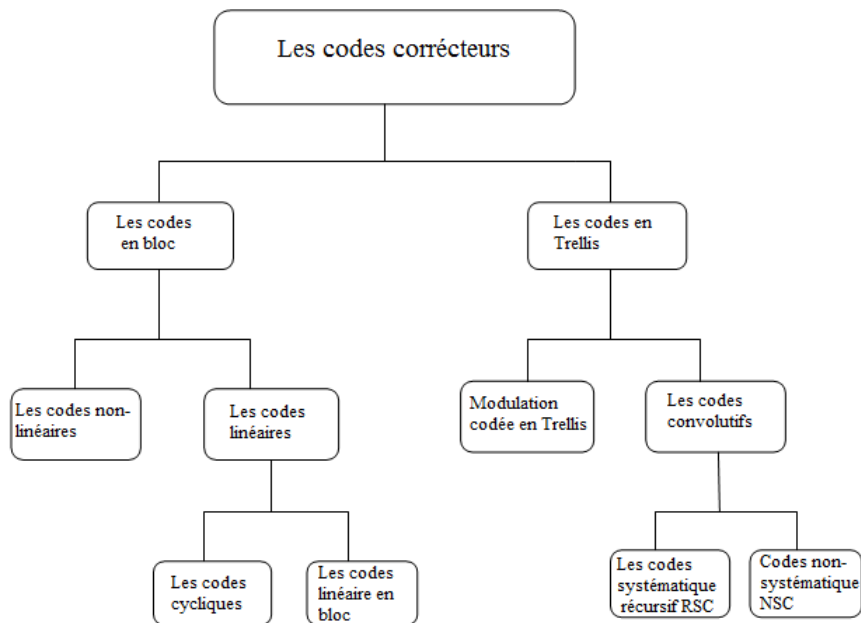 Les codes corrécteurs
Les codes
en bloc
Les codes en
Trellis
Les codes non-
linéaires
Les codes
linéaires
Modulation
codée en Trellis
Les codes
convolutifs
Les codes
cycliques
Les codes
linéaire en
bloc
Les codes
systématique
récursif RSC
Codes non-
systématique
NSC